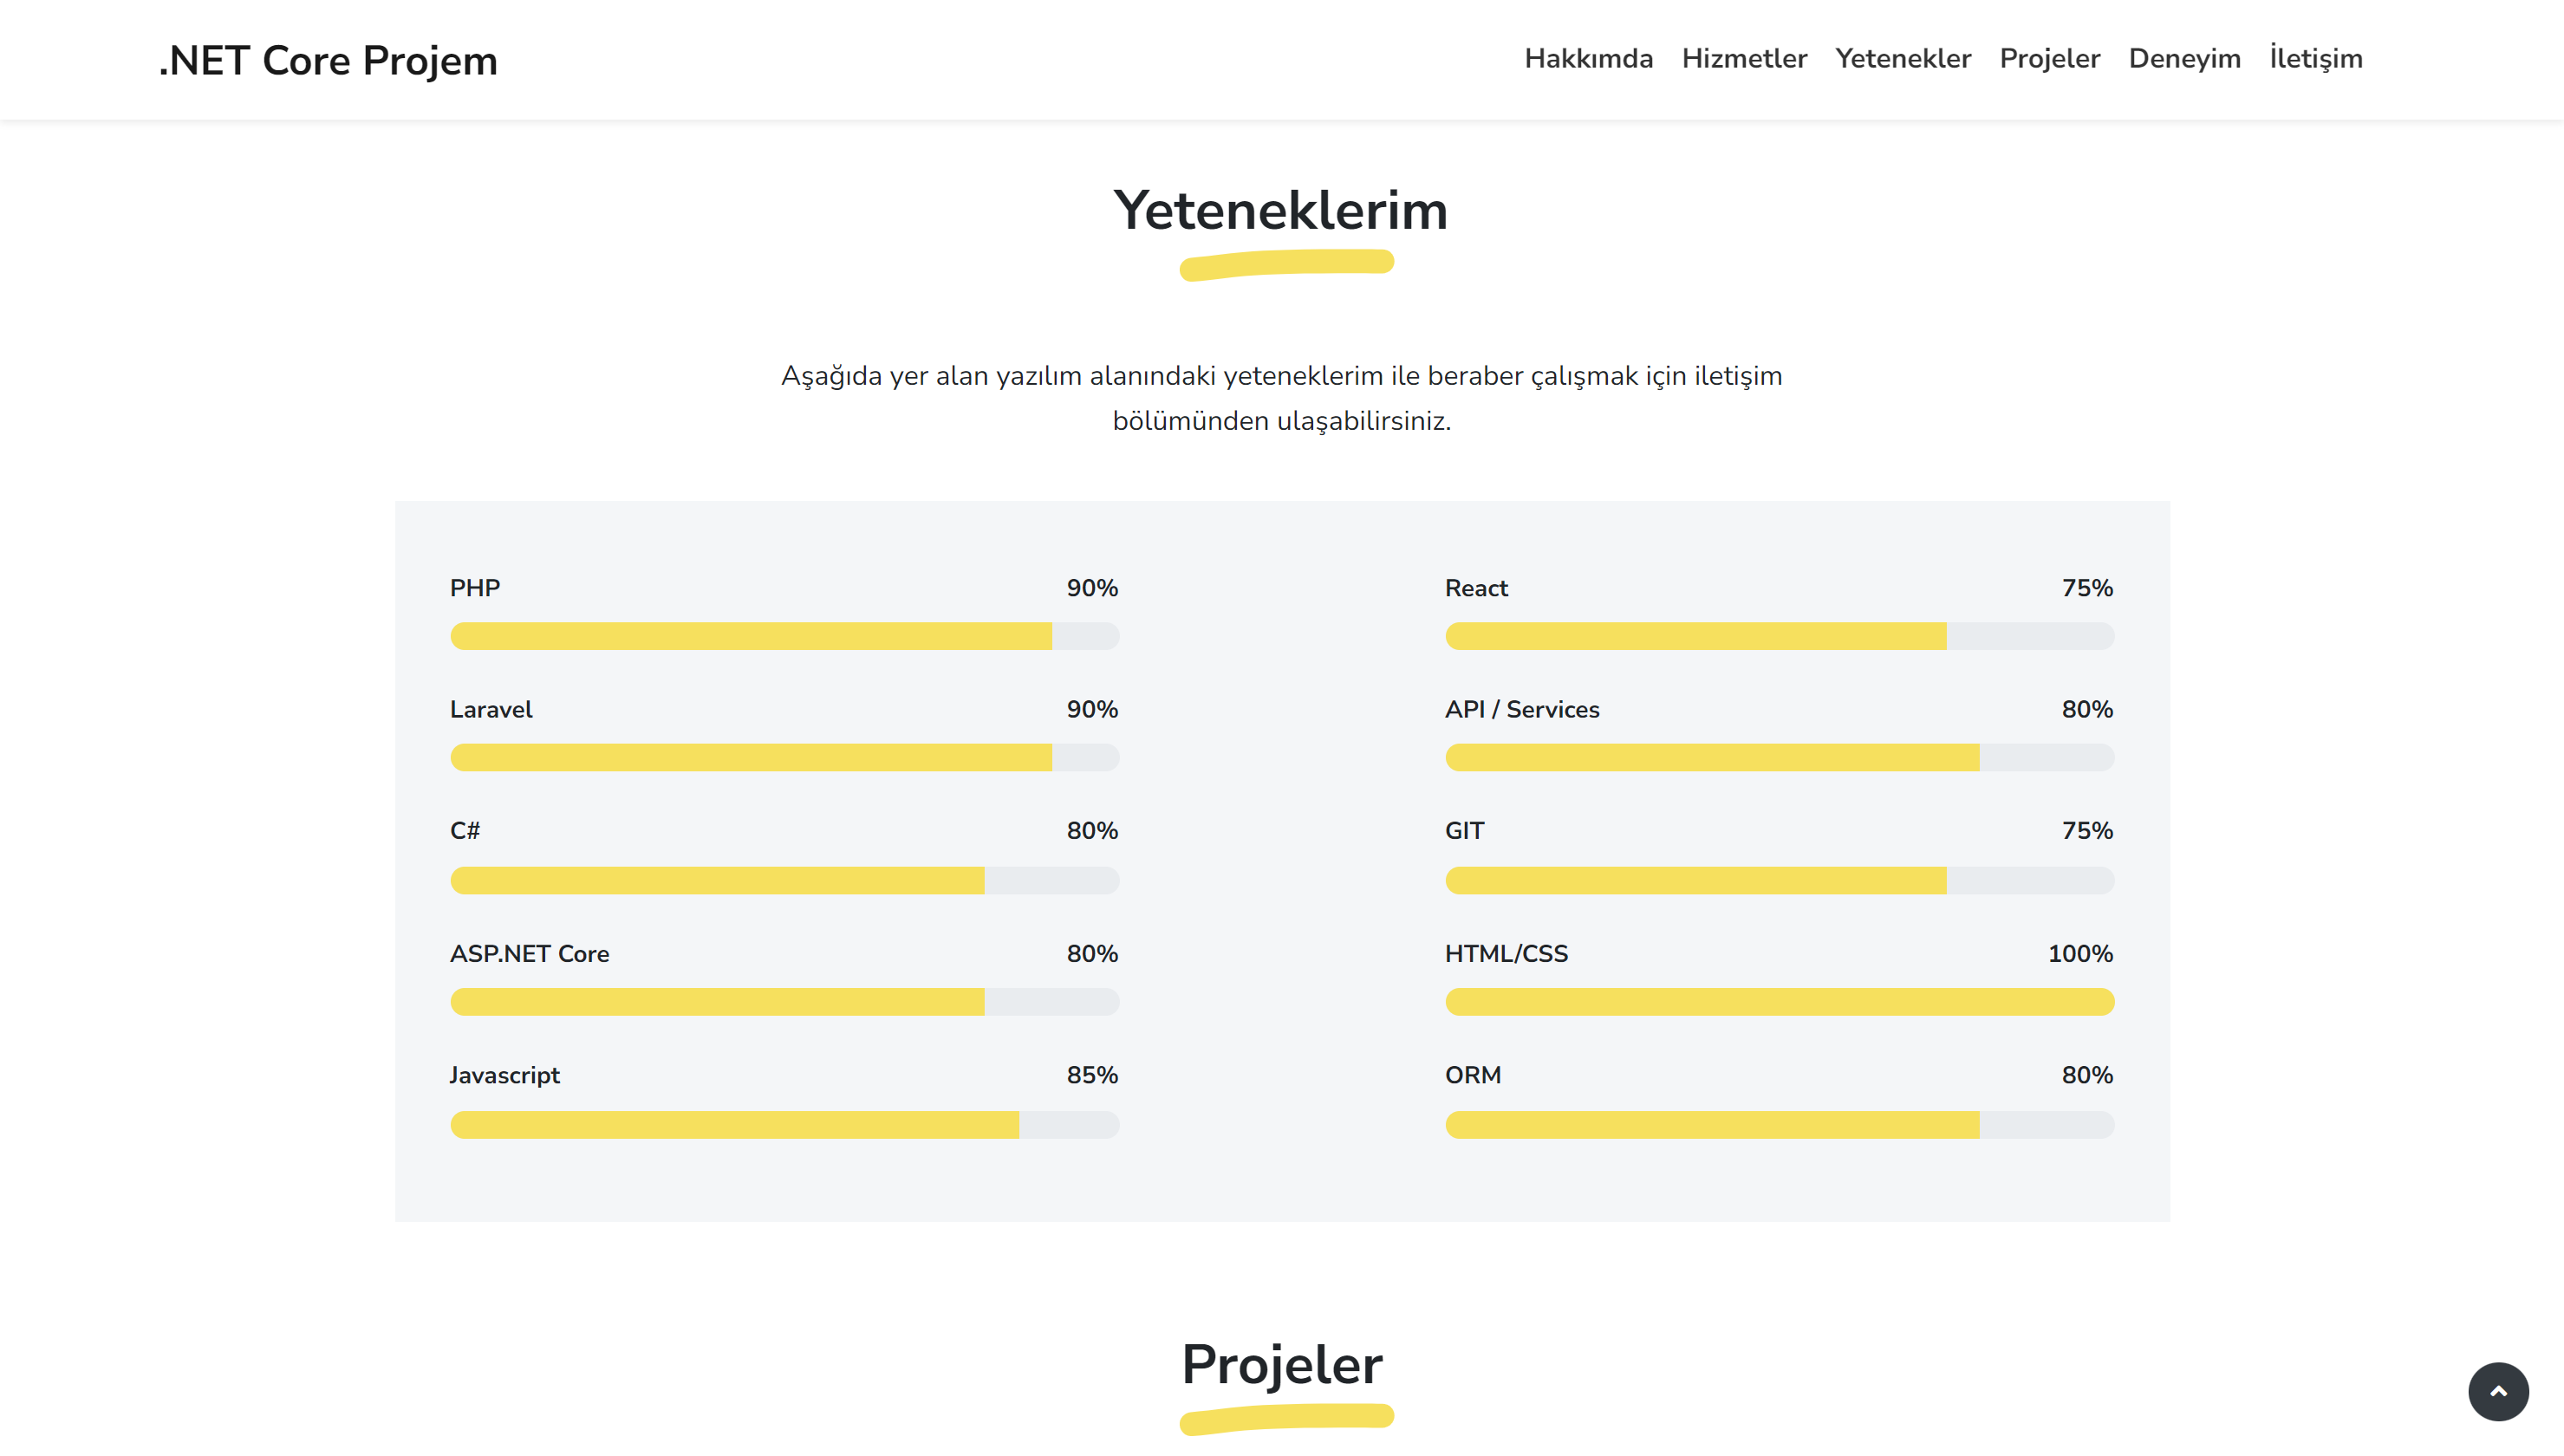 .NET Core Projem
Hakkımda Hizmetler Yetenekler Projeler Deneyim İletişim
Yeteneklerim
Aşağıda yer alan yazılım alanındaki yeteneklerim ile beraber çalışmak için iletişim
bölümünden ulaşabilirsiniz.
PHP 90%
Laravel 90%
C# 80%
ASP.NET Core 80%
Javascript 85%
React 75%
API / Services 80%
GIT 75%
HTML/CSS 100%
ORM 80%
Projeler